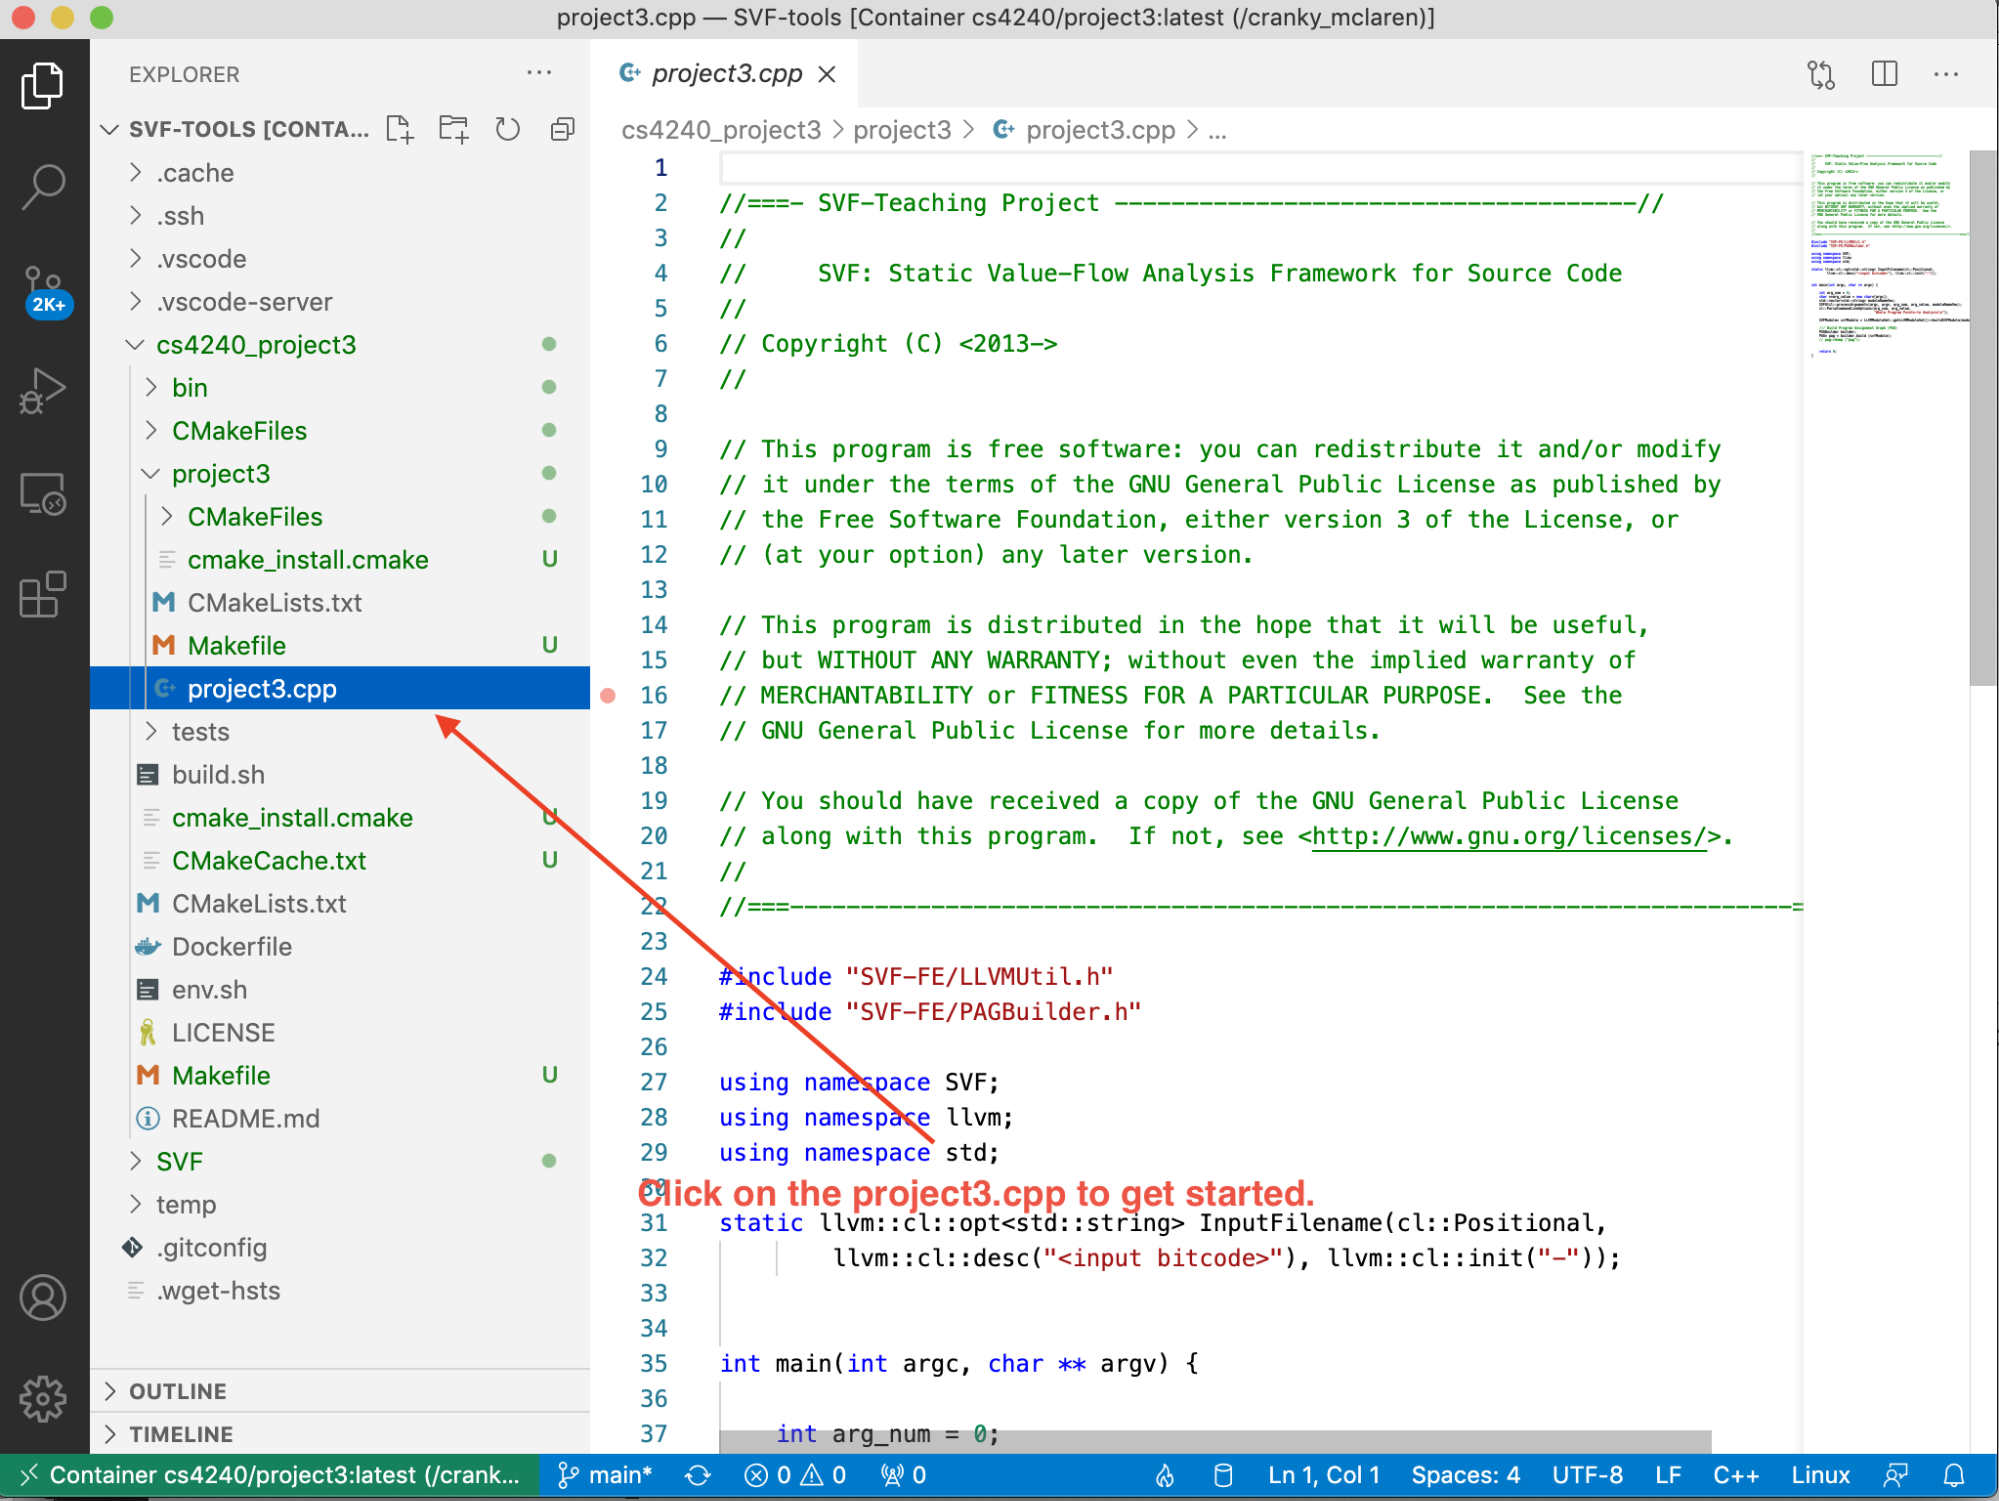 project3.cpp — SVF-tools [Container cs4240/project3:latest (/cranky_mclaren)]
EXPLORER
SVF-TOOLS [CONTA...
.cache
.ssh
.vscode
.vscode-server
cs4240_project3
bin
CMakeFiles
project3
CMakeFiles
cmake_install.cmake U
CMakeLists.txt
Makefile U
project3.cpp
tests
build.sh
cmake_install.cmake U
CMakeCache.txt U
CMakeLists.txt
Dockerfile
env.sh
LICENSE
Makefile U
README.md
SVF
temp
.gitconfig
.wget-hsts
OUTLINE
TIMELINE
2K+
project3.cpp
cs4240_project3 > project3 > project3.cpp > ...
1
2 //===- SVF-Teaching Project -------------------------------------//
3 //
4 //     SVF: Static Value-Flow Analysis Framework for Source Code
5 //
6 // Copyright (C) <2013->
7 //
8
9 // This program is free software: you can redistribute it and/or modify
10 // it under the terms of the GNU General Public License as published by
11 // the Free Software Foundation, either version 3 of the License, or
12 // (at your option) any later version.
13
14 // This program is distributed in the hope that it will be useful,
15 // but WITHOUT ANY WARRANTY; without even the implied warranty of
16 // MERCHANTABILITY or FITNESS FOR A PARTICULAR PURPOSE.  See the
17 // GNU General Public License for more details.
18
19 // You should have received a copy of the GNU General Public License
20 // along with this program.  If not, see <http://www.gnu.org/licenses/>.
21 //
22 //===-----------------------------------------------------------------------=
23
24 #include "SVF-FE/LLVMUtil.h"
25 #include "SVF-FE/PAGBuilder.h"
26
27 using namespace SVF;
28 using namespace llvm;
29 using namespace std;
30
Click on the project3.cpp to get started.
31 static llvm::cl::opt<std::string> InputFilename(cl::Positional,
32         llvm::cl::desc("<input bitcode>"), llvm::cl::init("-"));
33
34
35 int main(int argc, char ** argv) {
36
37     int arg_num = 0;
Container cs4240/project3:latest (/crank... main* 0 0 0 Ln 1, Col 1 Spaces: 4 UTF-8 LF C++ Linux